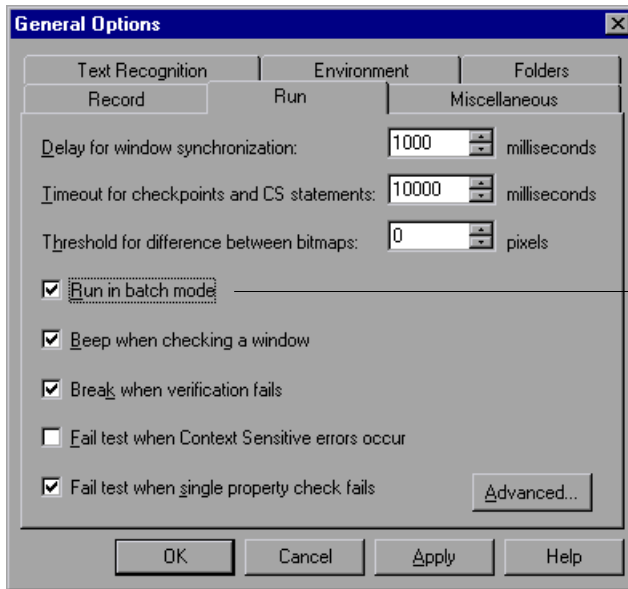 General Options
Text Recognition Environment Folders
Record Run Miscellaneous
Delay for window synchronization: 1000 milliseconds
Timeout for checkpoints and CS statements: 10000 milliseconds
Threshold for difference between bitmaps: 0 pixels
Run in batch mode
Beep when checking a window
Break when verification fails
Fail test when Context Sensitive errors occur
Fail test when single property check fails
Advanced...
OK Cancel Apply Help